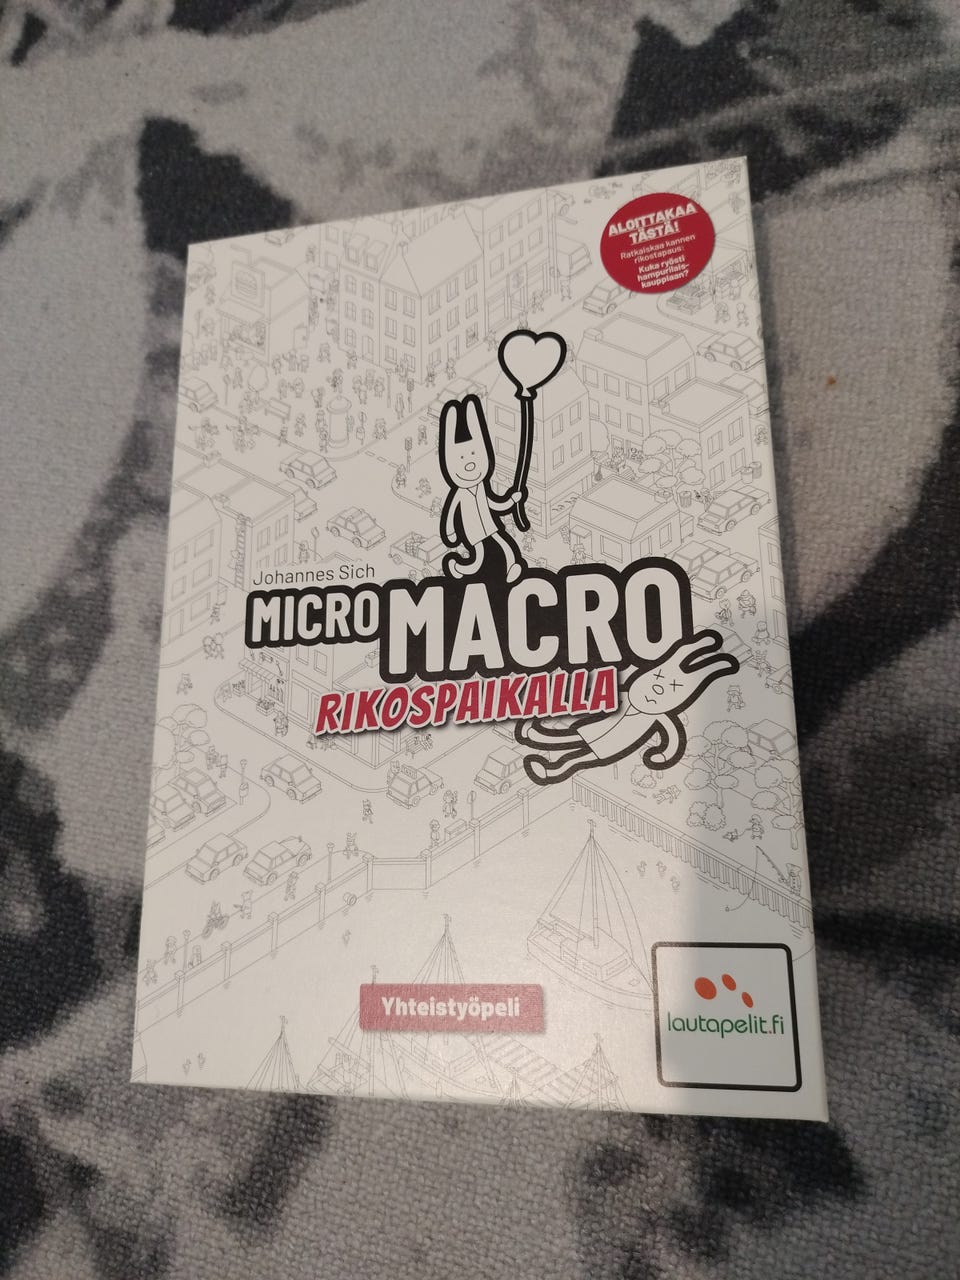 ALOITTAKAA
TÄSTÄ!
Ratkaiskaa kannen
rikostapaus:
Kuka ryösti
hampurilais-
kauppiaan?
Johannes Sich
MICRO MACRO
RIKOSPAIKALLA
Yhteistyöpeli
lautapelit.fi